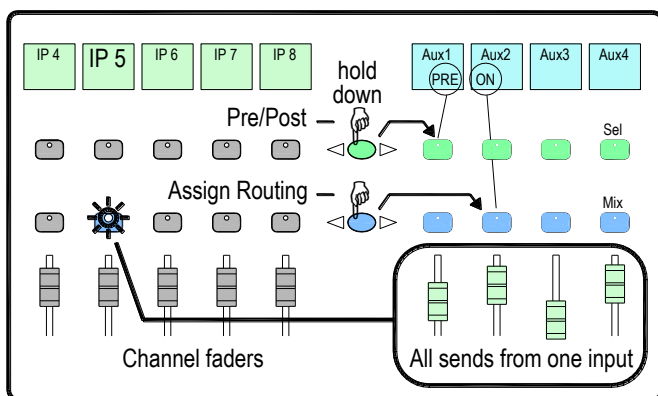 IP 4 IP 5 IP 6 IP 7 IP 8 Aux1 Aux2 Aux3 Aux4
PRE ON
hold
down
Pre/Post
Sel
Assign Routing
Mix
Channel faders
All sends from one input